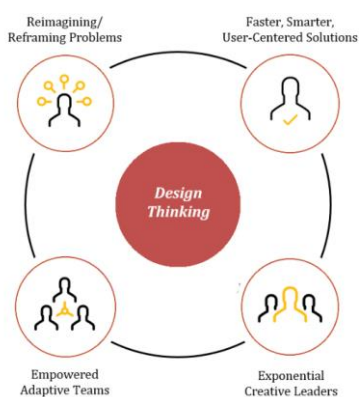 Reimagining/
Reframing Problems
Faster, Smarter,
User-Centered Solutions
Design
Thinking
Empowered
Adaptive Teams
Exponential
Creative Leaders